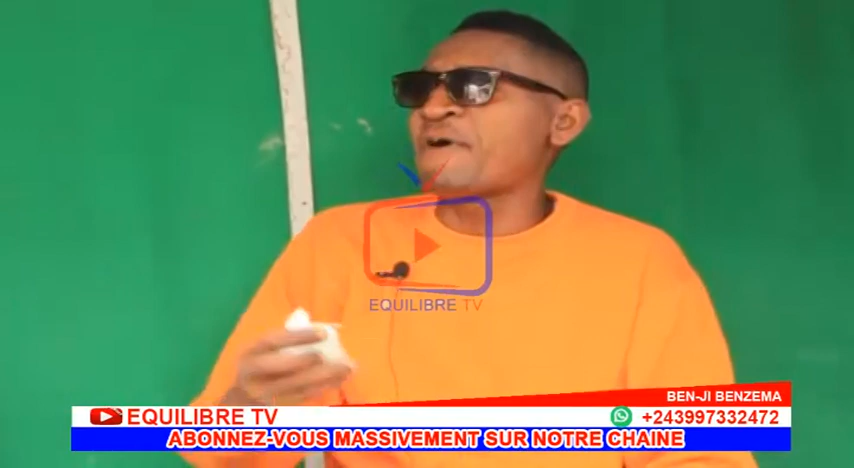 EQUILIBRE TV
BEN-JI BENZEMA
EQUILIBRE TV
+243997332472
ABONNEZ-VOUS MASSIVEMENT SUR NOTRE CHAINE